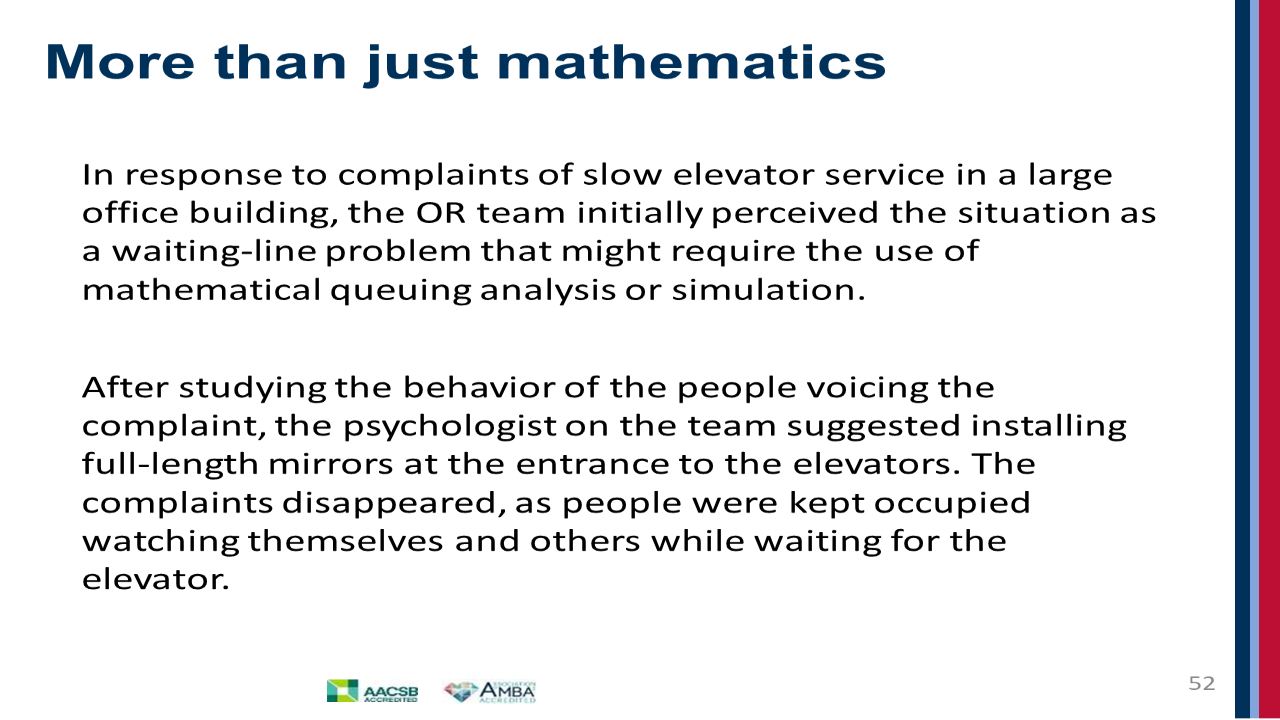 More than just mathematics
In response to complaints of slow elevator service in a large
office building, the OR team initially perceived the situation as
a waiting-line problem that might require the use of
mathematical queuing analysis or simulation.
After studying the behavior of the people voicing the
complaint, the psychologist on the team suggested installing
full-length mirrors at the entrance to the elevators. The
complaints disappeared, as people were kept occupied
watching themselves and others while waiting for the
elevator.
AACSB
ACCREDITED
ASSOCIATION
AMBA
ACCREDITED
52